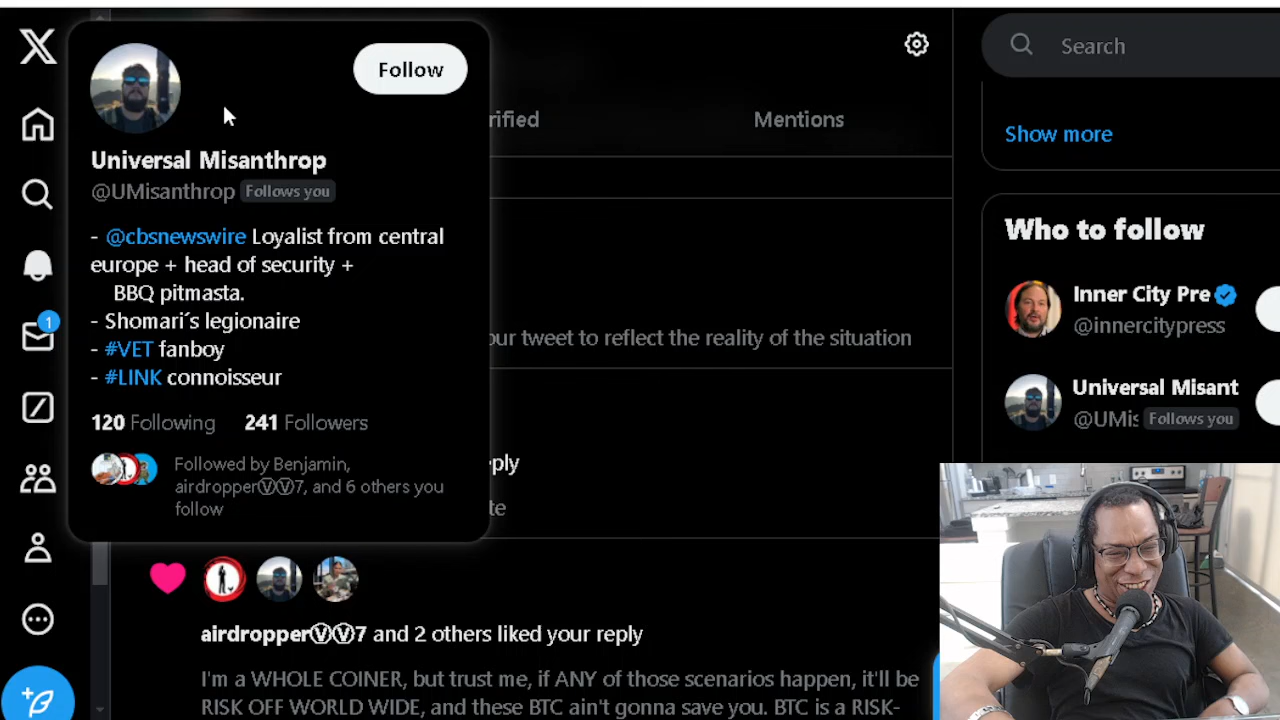 Follow
Universal Misanthrop
@UMisanthrop Follows you
- @cbsnewswire Loyalist from central
europe + head of security +
BBQ pitmasta.
- Shomari´s legionaire
- #VET fanboy
- #LINK connoisseur
120 Following 241 Followers
Followed by Benjamin,
airdropperⓋⓋ7, and 6 others you
follow
1
rified
Mentions
our tweet to reflect the reality of the situation
ply
te
airdropperⓋⓋ7 and 2 others liked your reply
I'm a WHOLE COINER, but trust me, if ANY of those scenarios happen, it'll be
RISK OFF WORLD WIDE, and these BTC ain't gonna save you. BTC is a RISK-
Search
Show more
Who to follow
Inner City Pre
@innercitypress
Universal Misant
@UMis Follows you